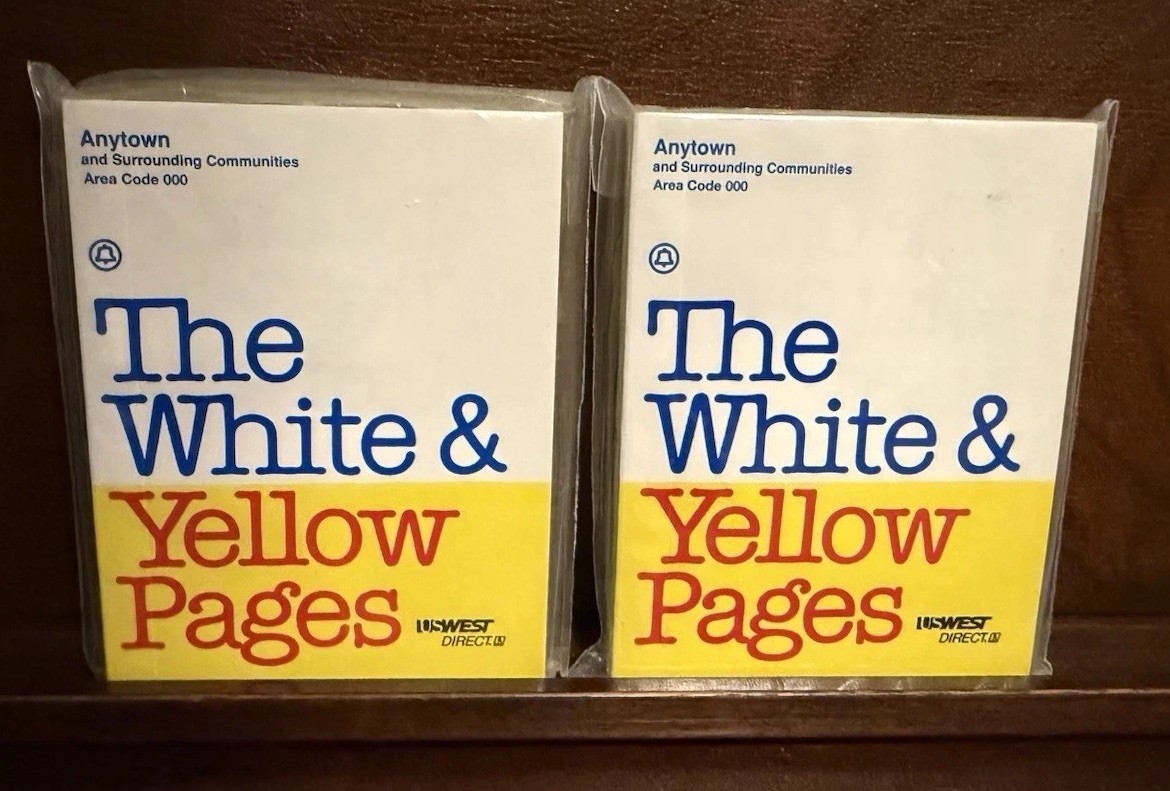 Anytown
and Surrounding Communities
Area Code 000
The
White &
Yellow
Pages
USWEST
DIRECT
Anytown
and Surrounding Communities
Area Code 000
The
White &
Yellow
Pages
USWEST
DIRECT